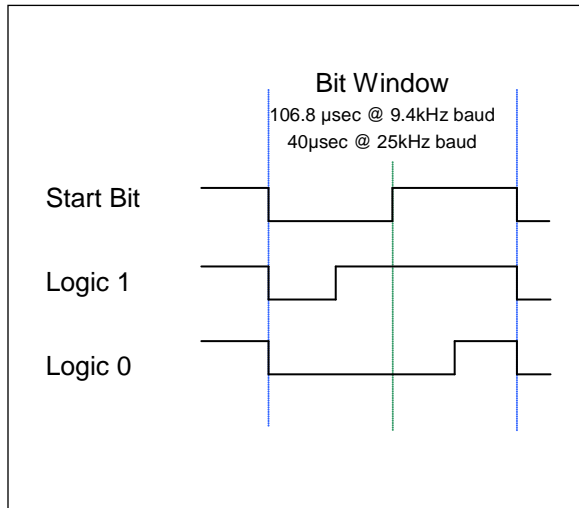 Bit Window
106.8 µsec @ 9.4kHz baud
40µsec @ 25kHz baud
Start Bit
Logic 1
Logic 0